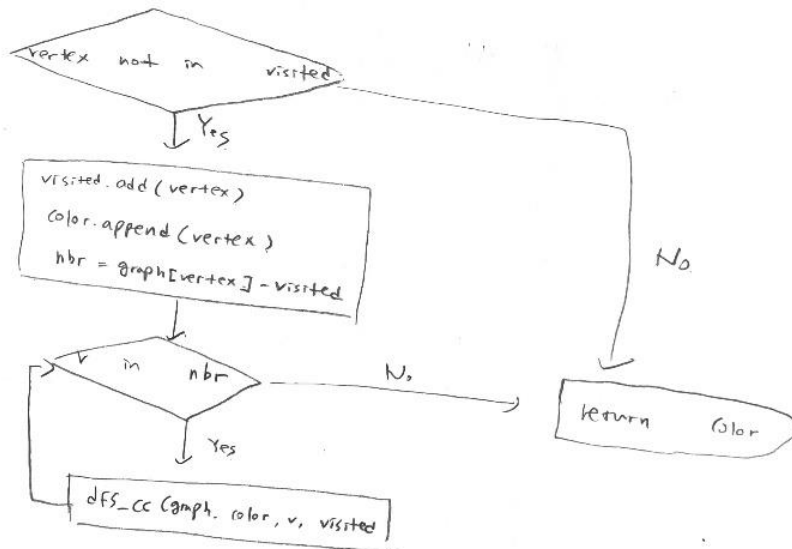 vertex not in visited
Yes
visited.add(vertex)
color.append(vertex)
nbr = graph[vertex] - visited
No
v in nbr
No
return color
Yes
dfs_cc (graph. color, v, visited